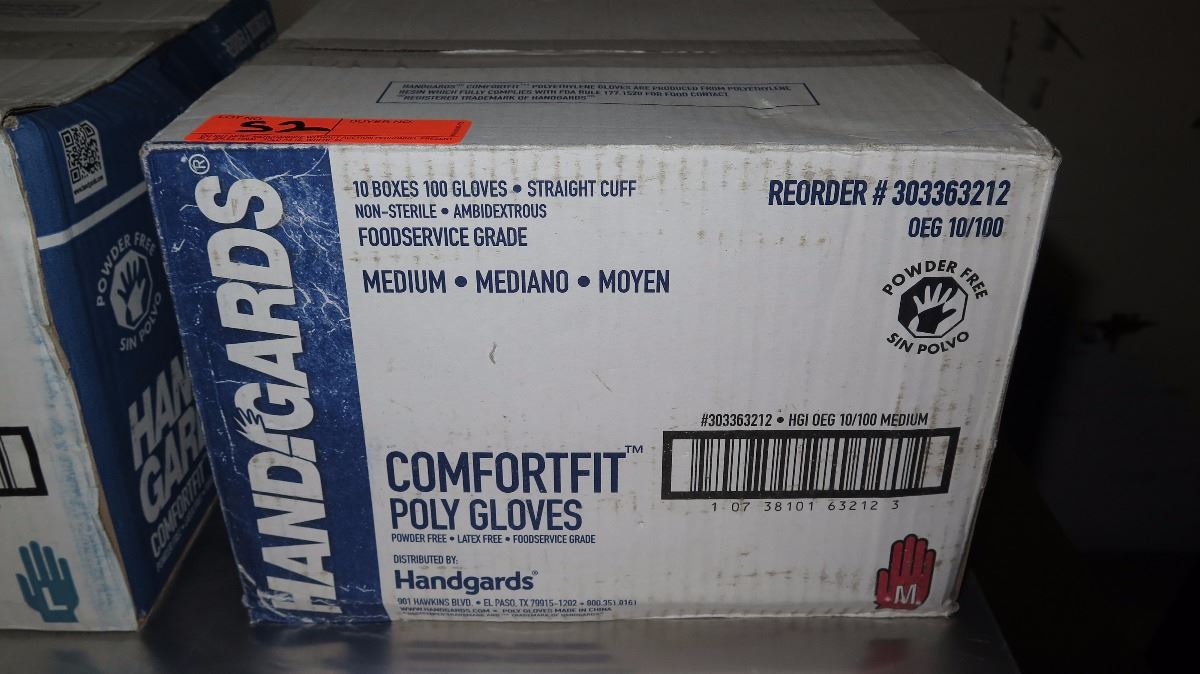 HANDGARDS™ COMFORTFIT™ POLYETHYLENE GLOVES ARE PRODUCED FROM POLYETHYLENE
RESIN WHICH FULLY COMPLIES WITH FDA RULE 177.1520 FOR FOOD CONTACT
™REGISTERED TRADEMARK OF HANDGARDS™
LOT NO.
52
BUYER NO.
HANDGARDS®
10 BOXES 100 GLOVES • STRAIGHT CUFF
NON-STERILE • AMBIDEXTROUS
FOODSERVICE GRADE
MEDIUM • MEDIANO • MOYEN
REORDER # 303363212
OEG 10/100
POWDER FREE
SIN POLVO
#303363212 • HGI OEG 10/100 MEDIUM
1 07 38101 63212 3
COMFORTFIT™
POLY GLOVES
POWDER FREE • LATEX FREE • FOODSERVICE GRADE
DISTRIBUTED BY:
Handgards®
901 HAWKINS BLVD. • EL PASO, TX 79915-1202 • 800.351.8161
WWW.HANDGARDS.COM • POLY GLOVES MADE IN CHINA
M
POWDER FREE
SIN POLVO
HAN
GAR
COMFORTFIT
L